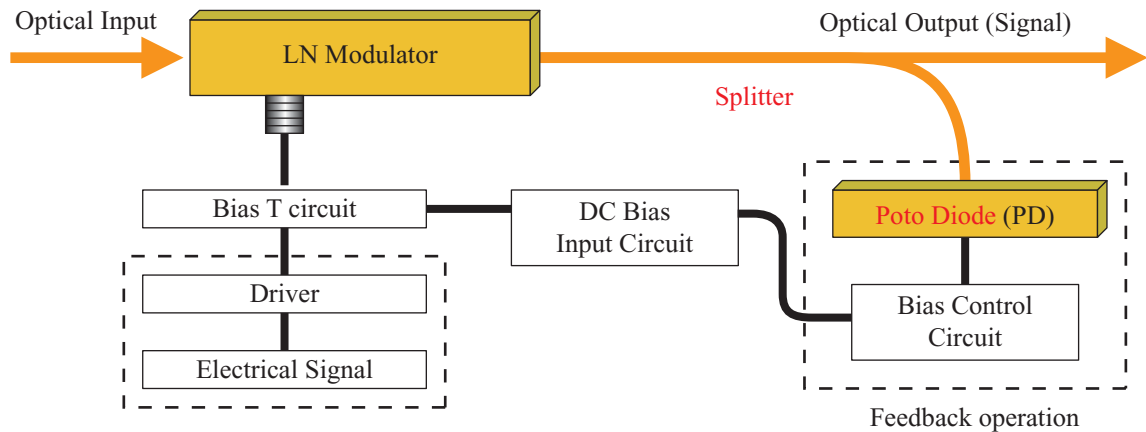 Optical Input
LN Modulator
Optical Output (Signal)
Splitter
Bias T circuit
DC Bias
Input Circuit
Poto Diode (PD)
Driver
Bias Control
Circuit
Electrical Signal
Feedback operation